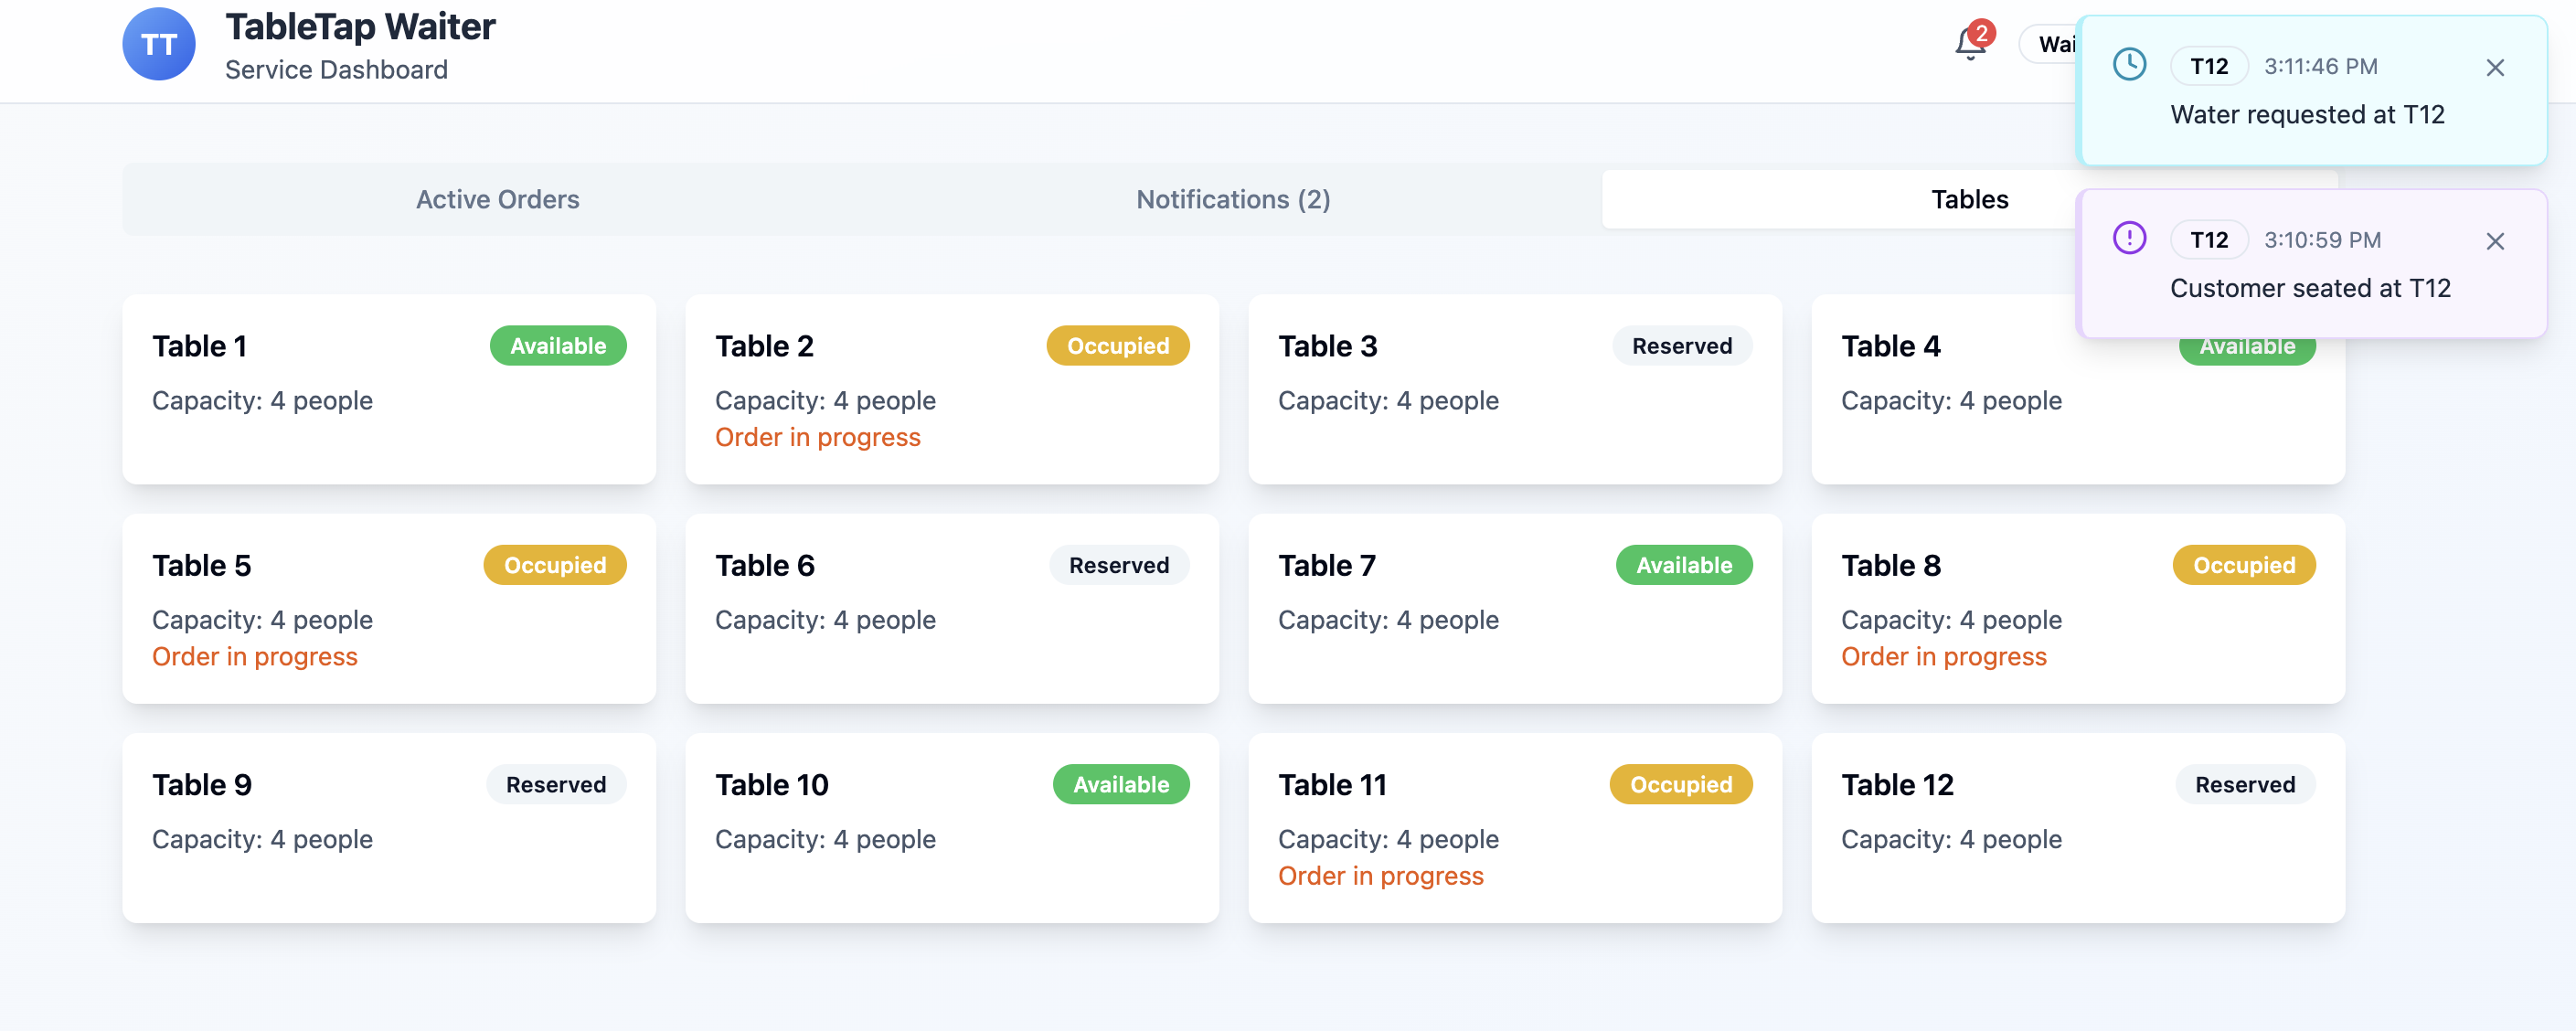 TT
TableTap Waiter
Service Dashboard
2
T12 3:11:46 PM
Water requested at T12
T12 3:10:59 PM
Customer seated at T12
Active Orders
Notifications (2)
Tables
Table 1 Available
Capacity: 4 people
Table 2 Occupied
Capacity: 4 people
Order in progress
Table 3 Reserved
Capacity: 4 people
Table 4 Available
Capacity: 4 people
Table 5 Occupied
Capacity: 4 people
Order in progress
Table 6 Reserved
Capacity: 4 people
Table 7 Available
Capacity: 4 people
Table 8 Occupied
Capacity: 4 people
Order in progress
Table 9 Reserved
Capacity: 4 people
Table 10 Available
Capacity: 4 people
Table 11 Occupied
Capacity: 4 people
Order in progress
Table 12 Reserved
Capacity: 4 people